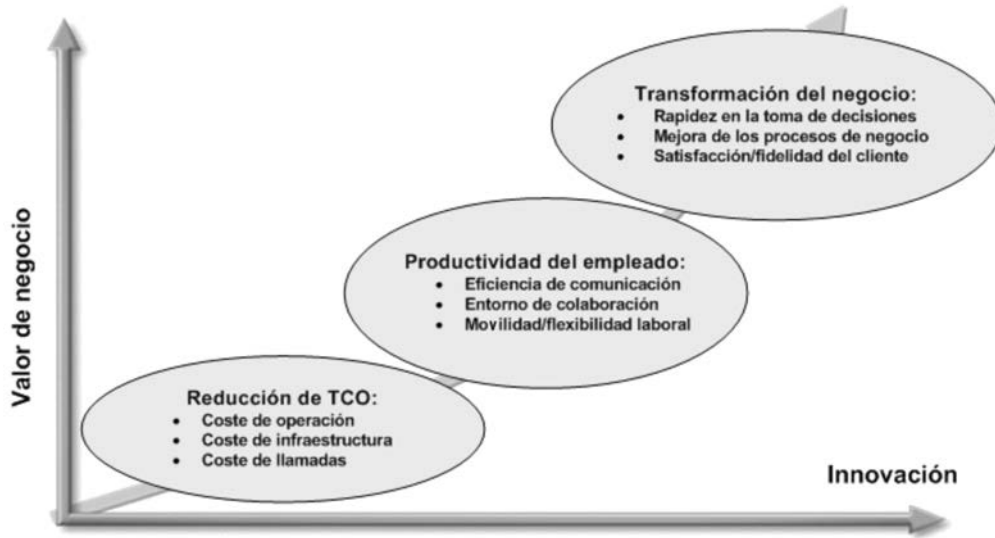 Transformación del negocio:
• Rapidez en la toma de decisiones
• Mejora de los procesos de negocio
• Satisfacción/fidelidad del cliente
Productividad del empleado:
• Eficiencia de comunicación
• Entorno de colaboración
• Movilidad/flexibilidad laboral
Reducción de TCO:
• Coste de operación
• Coste de infraestructura
• Coste de llamadas
Valor de negocio
Innovación